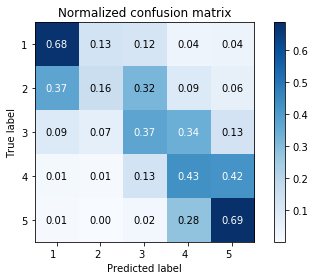 Normalized confusion matrix
1 0.68 0.13 0.12 0.04 0.04
2 0.37 0.16 0.32 0.09 0.06
3 0.09 0.07 0.37 0.34 0.13
4 0.01 0.01 0.13 0.43 0.42
5 0.01 0.00 0.02 0.28 0.69
1 2 3 4 5
True label
Predicted label
0.6
0.5
0.4
0.3
0.2
0.1